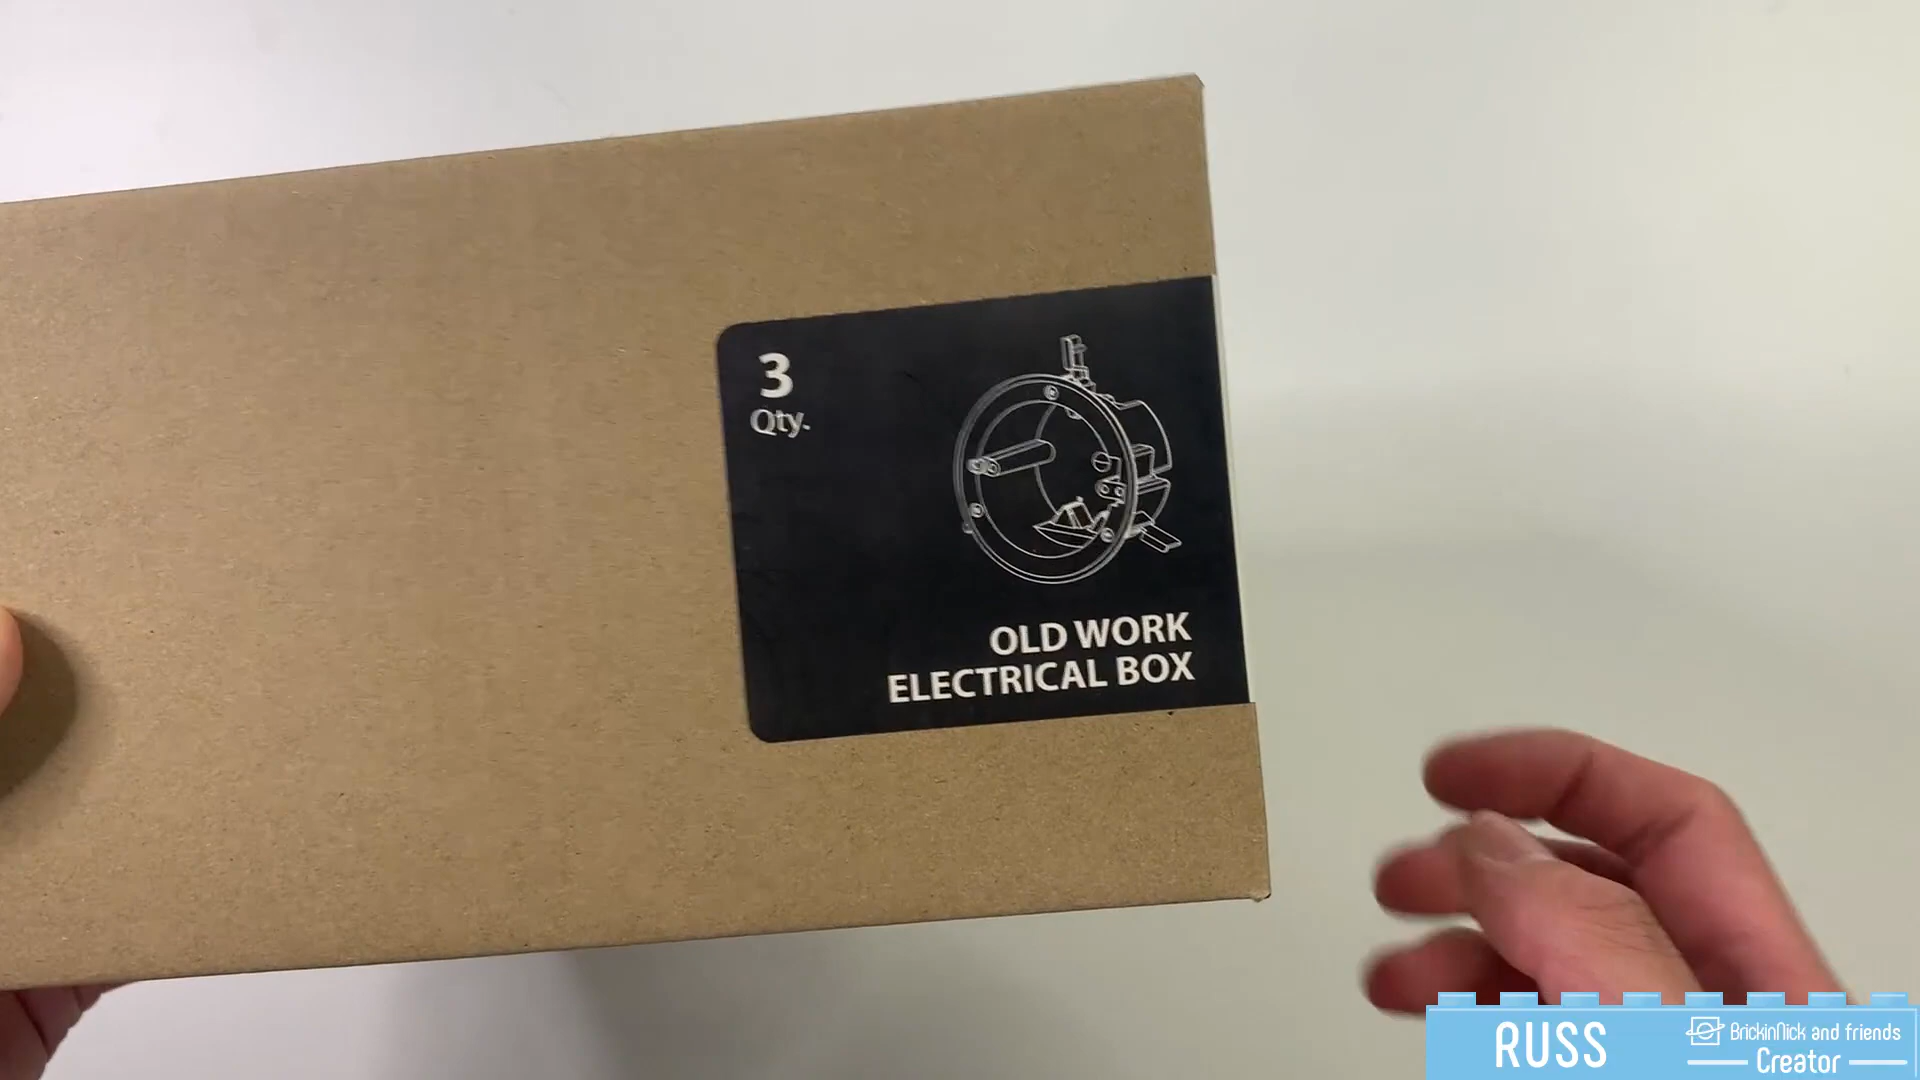 3
Qty.
OLD WORK
ELECTRICAL BOX
RUSS
BrickinNick and friends
Creator